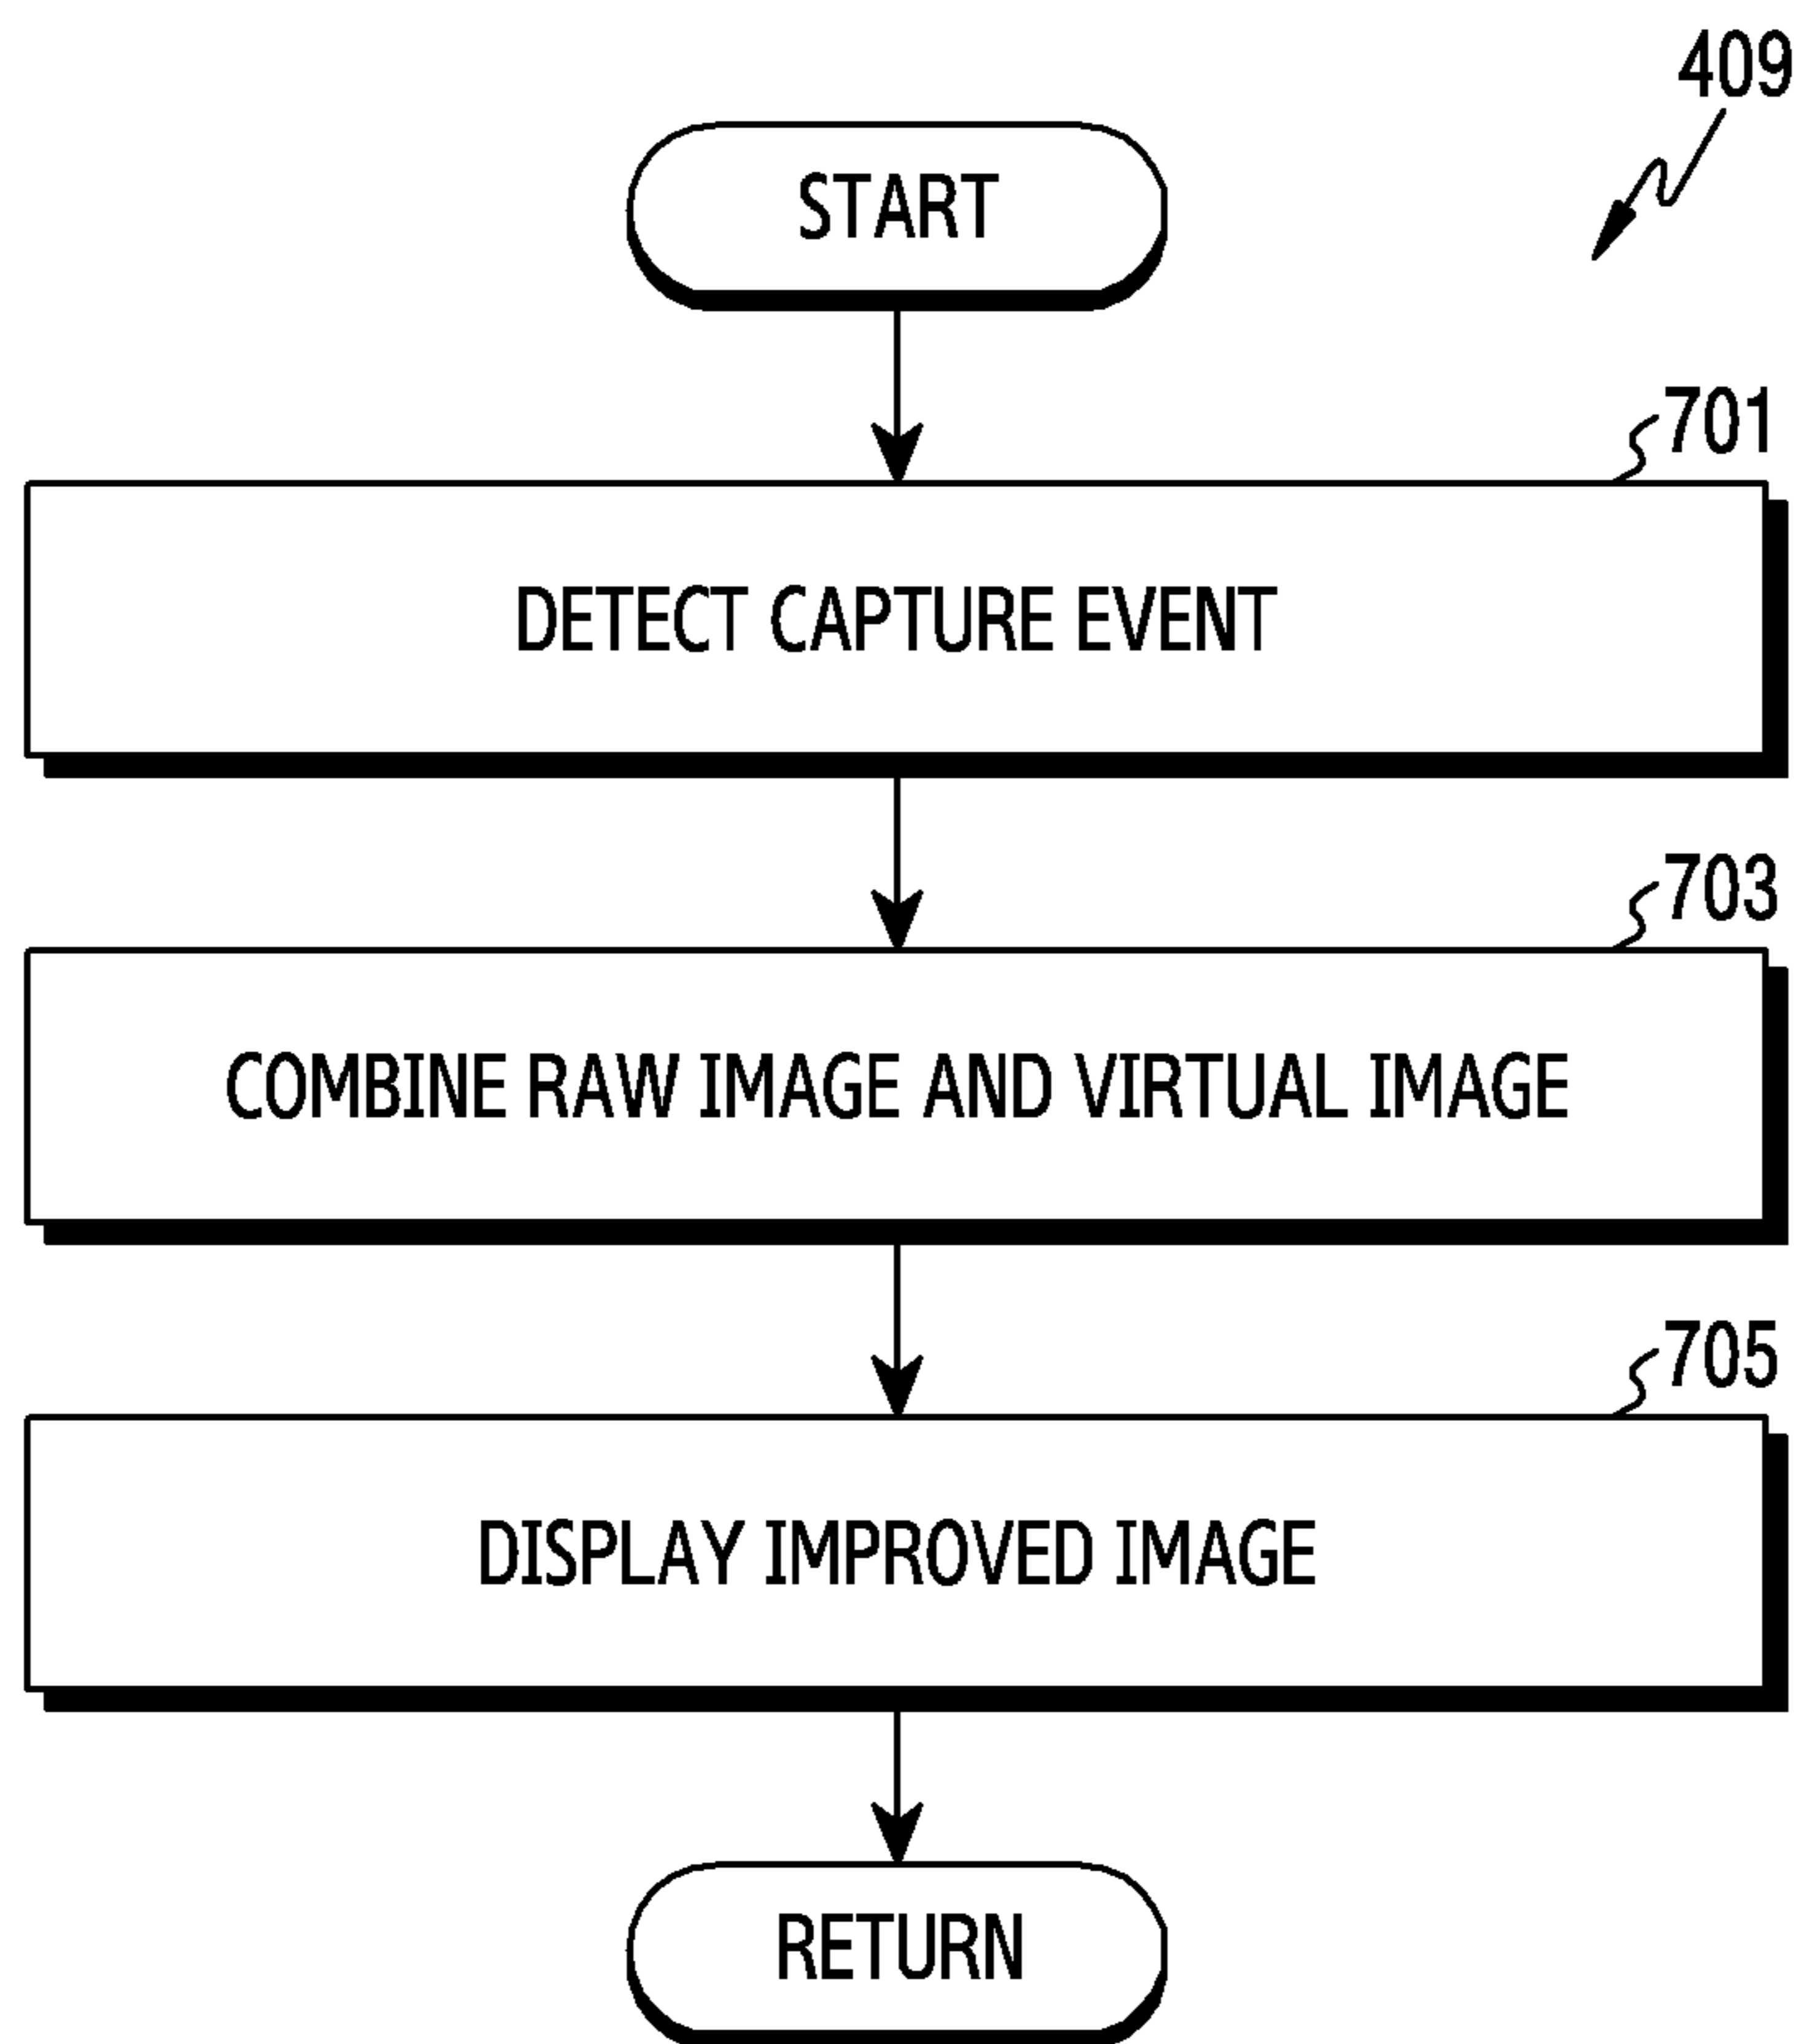 409
START
701
DETECT CAPTURE EVENT
703
COMBINE RAW IMAGE AND VIRTUAL IMAGE
705
DISPLAY IMPROVED IMAGE
RETURN